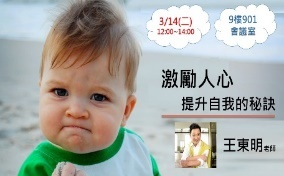 3/14(二)
12:00~14:00
9樓901
會議室
激勵人心
提升自我的秘訣
王東明老師